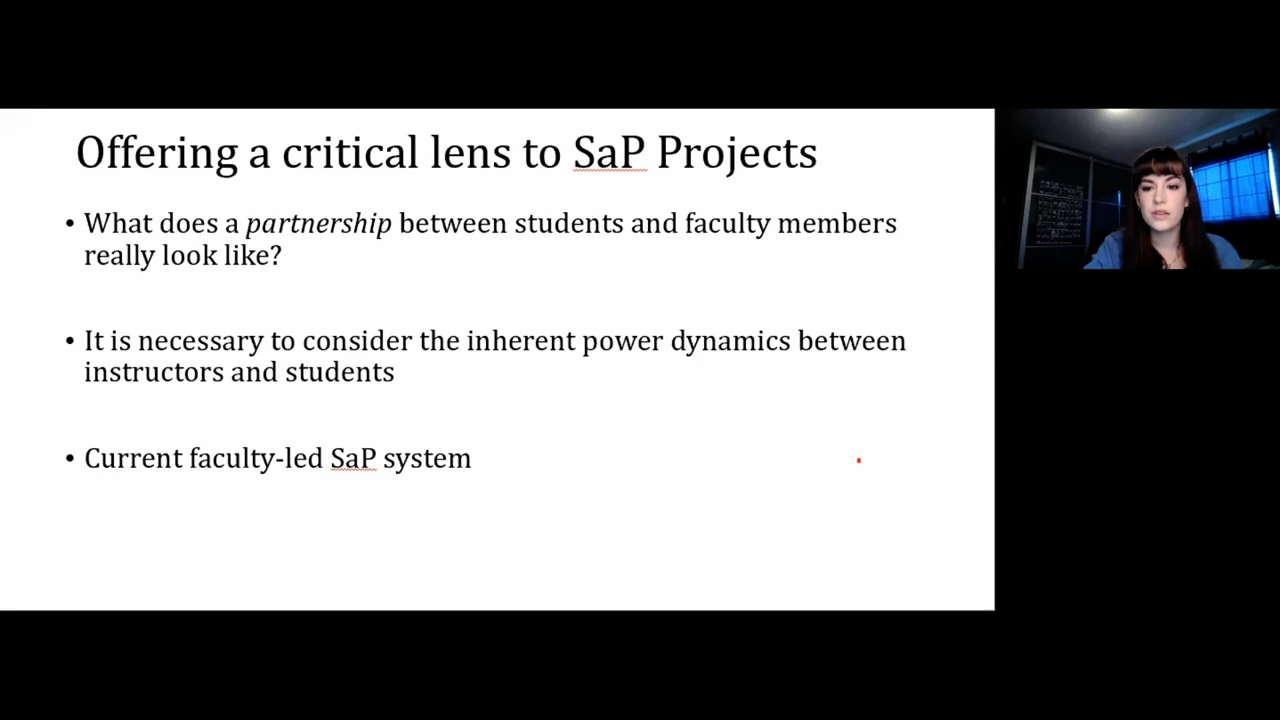 Offering a critical lens to SaP Projects
• What does a partnership between students and faculty members
really look like?
• It is necessary to consider the inherent power dynamics between
instructors and students
• Current faculty-led SaP system